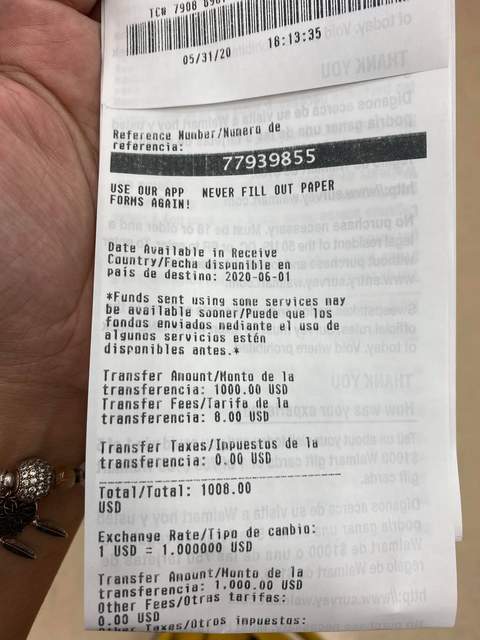 TC# 7908
05/31/20 16:13:35
Reference Number/Numero de
referencia:
77939855
USE OUR APP NEVER FILL OUT PAPER
FORMS AGAIN!
Date Available in Receive
Country/Fecha disponible en
pais de destino: 2020-06-01
*Funds sent using some services may
be available sooner/Puede que los
fondos enviados mediante el uso de
algunos servicios estén
disponibles antes.*
Transfer Amount/Monto de la
transferencia: 1000.00 USD
Transfer Fees/Tarifa de la
transferencia: 8.00 USD
Transfer Taxes/Impuestos de la
transferencia: 0.00 USD
Total/Total: 1008.00
USD
Exchange Rate/Tipo de cambio:
1 USD = 1.000000 USD
Transfer Amount/Monto de la
transferencia: 1,000.00 USD
Other Fees/Otras tarifas:
0.00 USD
Other Taxes/Otros impuestos: